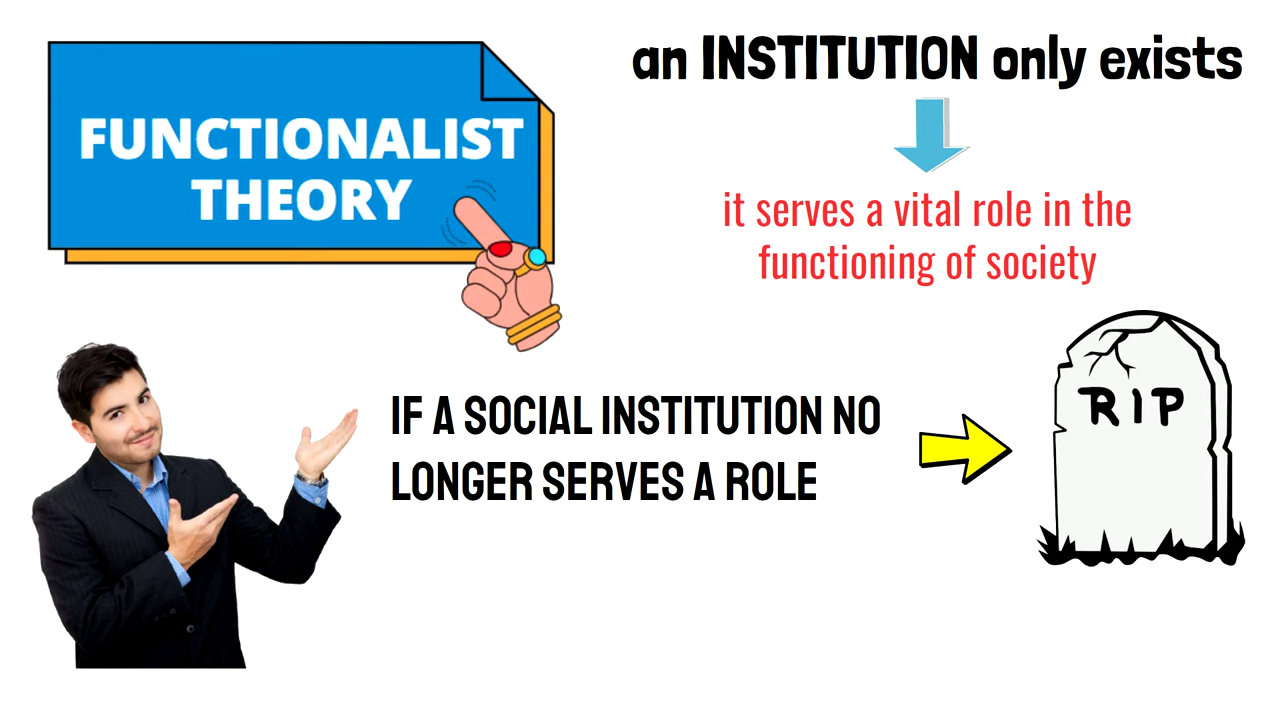 FUNCTIONALIST
THEORY
an INSTITUTION only exists
it serves a vital role in the
functioning of society
IF A SOCIAL INSTITUTION NO
LONGER SERVES A ROLE
RIP